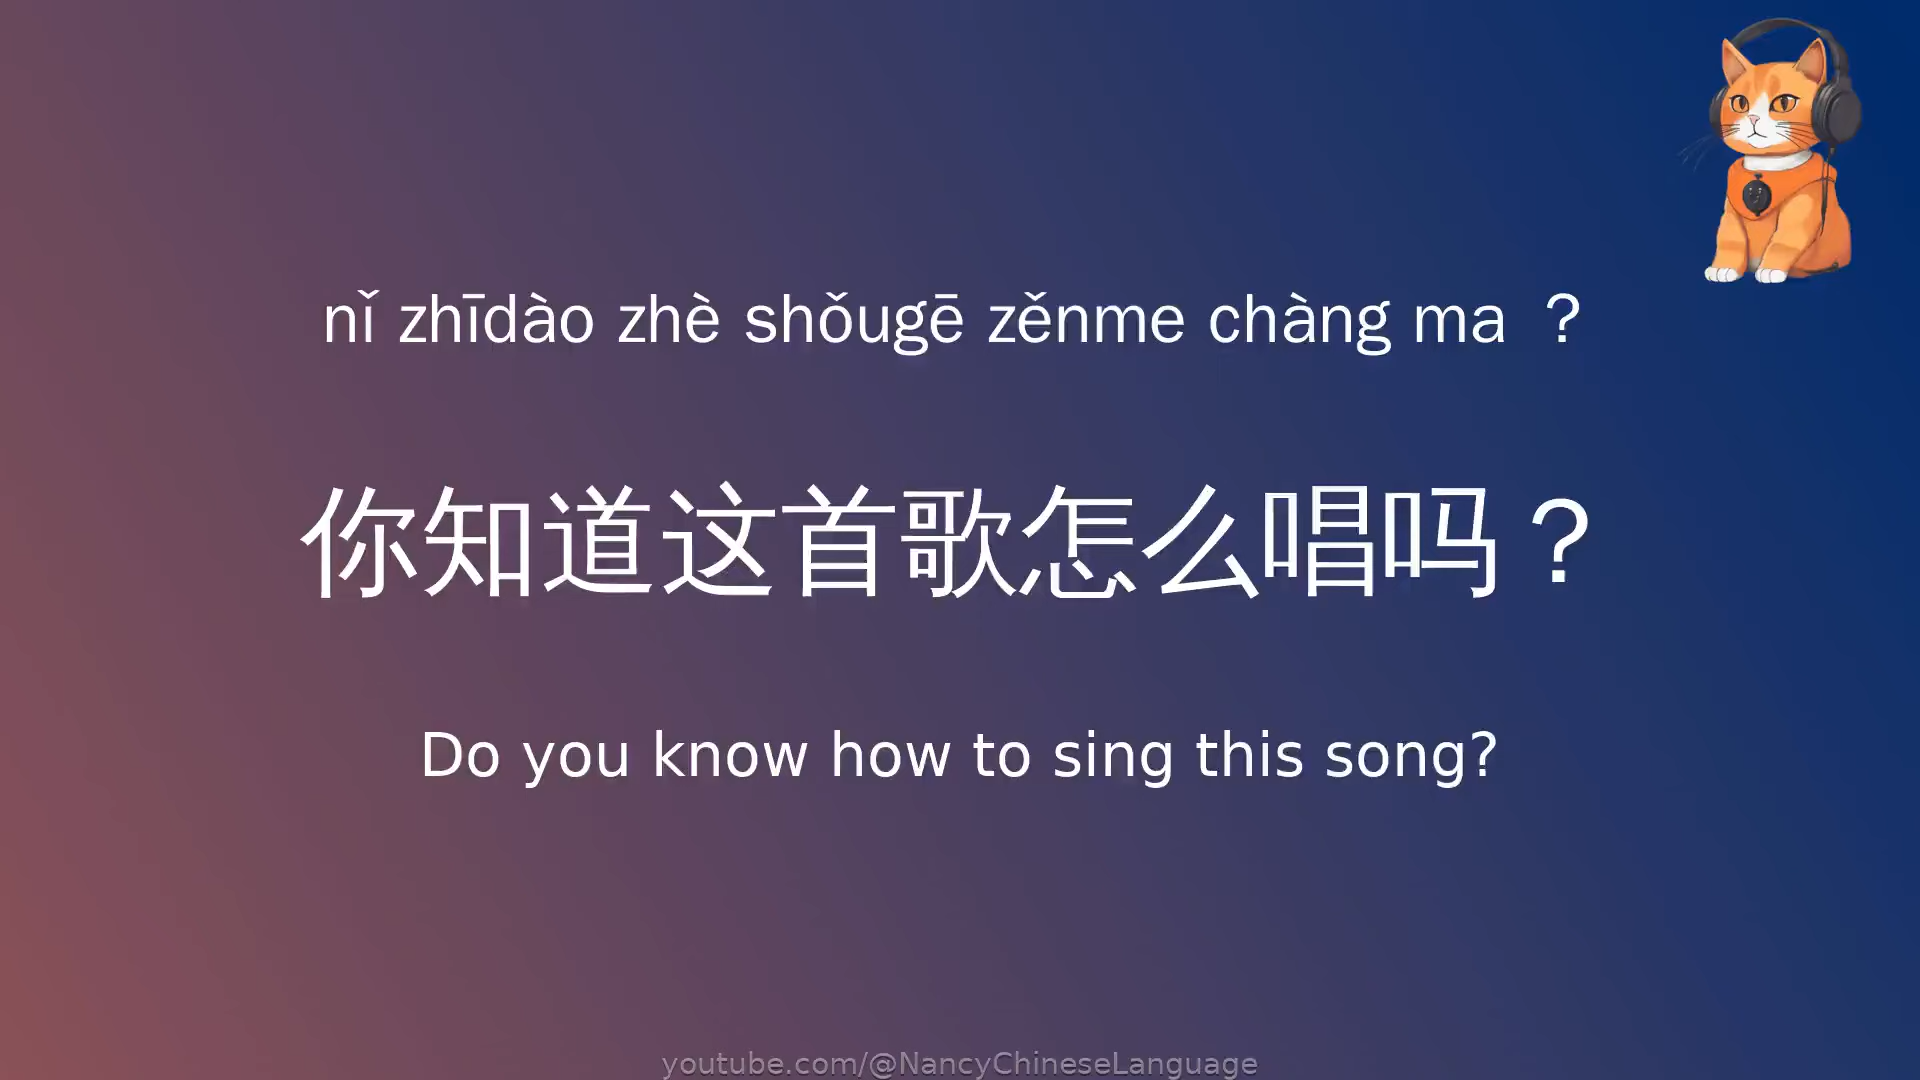 nǐ zhīdào zhè shǒugē zěnme chàng ma ？
你知道这首歌怎么唱吗？
Do you know how to sing this song?
youtube.com/@NancyChineseLanguage